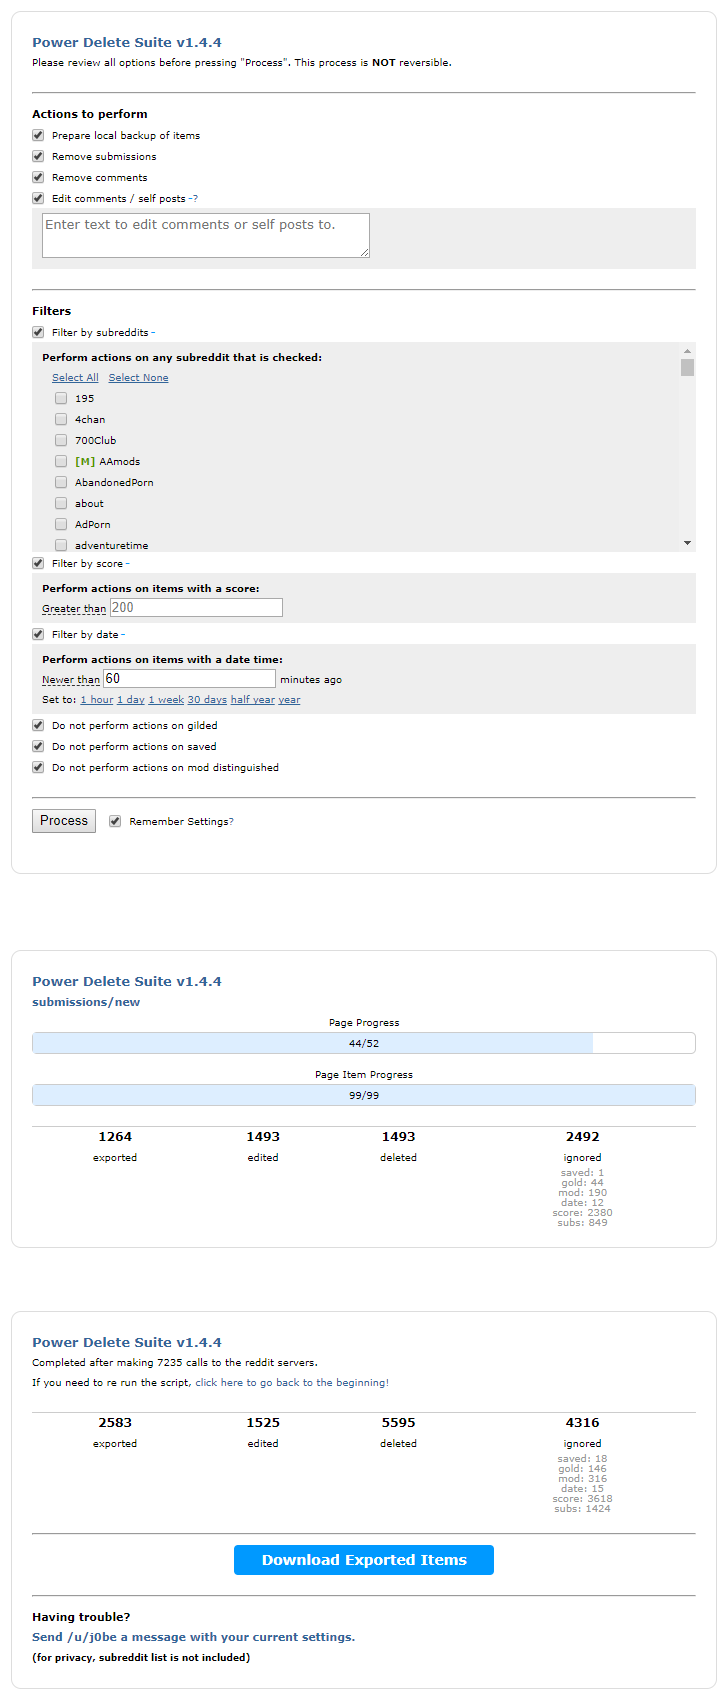 Power Delete Suite v1.4.4
Please review all options before pressing "Process". This process is NOT reversible.
Actions to perform
Prepare local backup of items
Remove submissions
Remove comments
Edit comments / self posts -?
Enter text to edit comments or self posts to.
Filters
Filter by subreddits -
Perform actions on any subreddit that is checked:
Select All Select None
195
4chan
700Club
[M] AAmods
AbandonedPorn
about
AdPorn
adventuretime
Filter by score -
Perform actions on items with a score:
Greater than 200
Filter by date -
Perform actions on items with a date time:
Newer than 60 minutes ago
Set to: 1 hour 1 day 1 week 30 days half year year
Do not perform actions on gilded
Do not perform actions on saved
Do not perform actions on mod distinguished
Process Remember Settings?
Power Delete Suite v1.4.4
submissions/new
Page Progress
44/52
Page Item Progress
99/99
1264 1493 1493 2492
exported edited deleted ignored
saved: 1
gold: 44
mod: 190
date: 12
score: 2380
subs: 849
Power Delete Suite v1.4.4
Completed after making 7235 calls to the reddit servers.
If you need to re run the script, click here to go back to the beginning!
2583 1525 5595 4316
exported edited deleted ignored
saved: 18
gold: 146
mod: 316
date: 15
score: 3618
subs: 1424
Download Exported Items
Having trouble?
Send /u/j0be a message with your current settings.
(for privacy, subreddit list is not included)